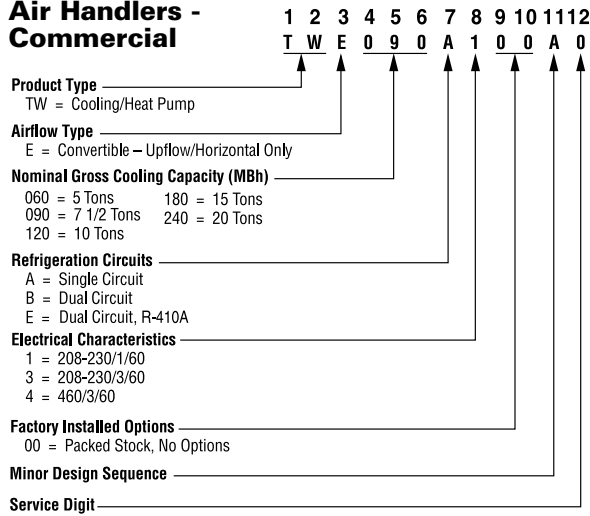 Air Handlers -
Commercial
1 2 3 4 5 6 7 8 9 10 11 12
T W E 0 9 0 A 1 0 0 A 0
Product Type
TW = Cooling/Heat Pump
Airflow Type
E = Convertible – Upflow/Horizontal Only
Nominal Gross Cooling Capacity (MBh)
060 = 5 Tons 180 = 15 Tons
090 = 7 1/2 Tons 240 = 20 Tons
120 = 10 Tons
Refrigeration Circuits
A = Single Circuit
B = Dual Circuit
E = Dual Circuit, R-410A
Electrical Characteristics
1 = 208-230/1/60
3 = 208-230/3/60
4 = 460/3/60
Factory Installed Options
00 = Packed Stock, No Options
Minor Design Sequence
Service Digit